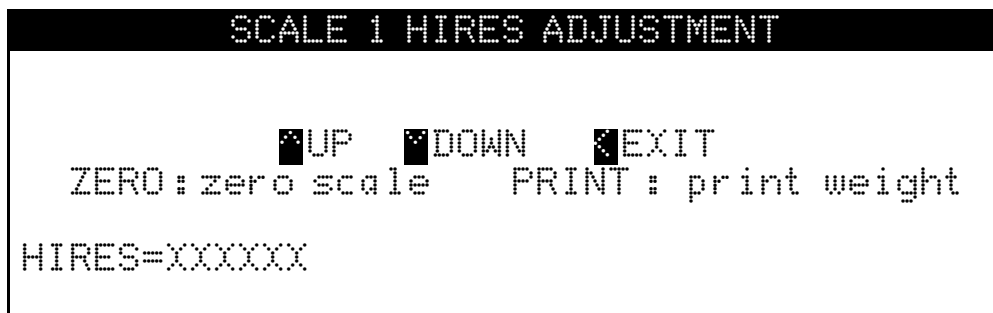 SCALE 1 HIRES ADJUSTMENT
^UP ˅DOWN <EXIT
ZERO:zero scale PRINT: print weight
HIRES=XXXXXX